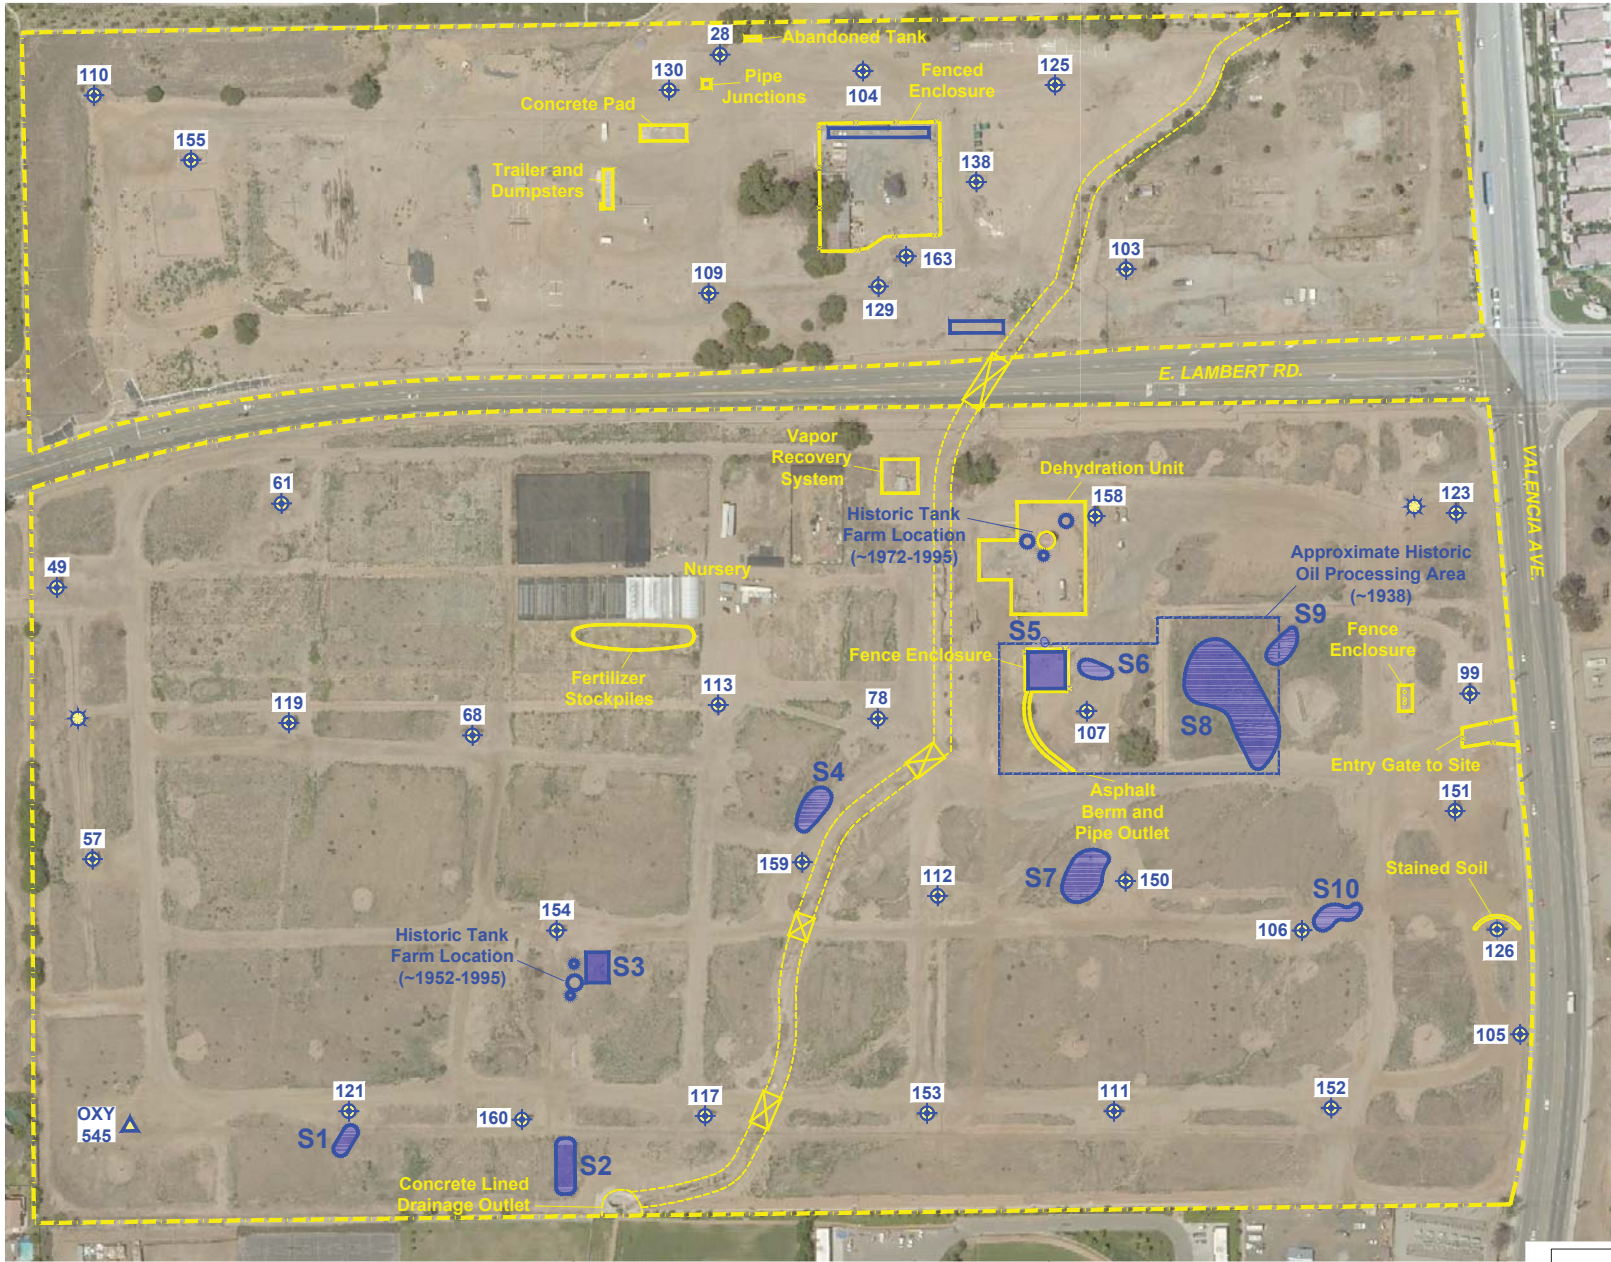 28
Abandoned Tank
110
130
104
Fenced
Enclosure
125
Pipe
Junctions
Concrete Pad
155
Trailer and
Dumpsters
138
163
103
109
129
E. LAMBERT RD.
Vapor
Recovery
System
Dehydration Unit
61
158
123
VALENCIA AVE.
Historic Tank
Farm Location
(~1972-1995)
Approximate Historic
Oil Processing Area
(~1938)
49
Nursery
S5
S9
Fence
Enclosure
Fence Enclosure
S6
Fertilizer
Stockpiles
113
78
99
119
68
107
S8
Entry Gate to Site
S4
Asphalt
Berm and
Pipe Outlet
151
57
159
112
S7
150
Stained Soil
S10
154
106
126
Historic Tank
Farm Location
(~1952-1995)
S3
105
121
117
153
111
152
OXY
545
160
S1
S2
Concrete Lined
Drainage Outlet